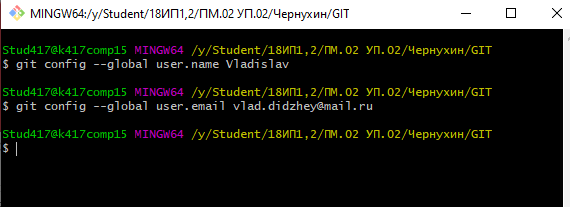 MINGW64:/y/Student/18ИП1,2/ПМ.02 УП.02/Чернухин/GIT
Stud417@k417comp15 MINGW64 /y/Student/18ИП1,2/ПМ.02 УП.02/Чернухин/GIT
$ git config --global user.name Vladislav
Stud417@k417comp15 MINGW64 /y/Student/18ИП1,2/ПМ.02 УП.02/Чернухин/GIT
$ git config --global user.email vlad.didzhey@mail.ru
Stud417@k417comp15 MINGW64 /y/Student/18ИП1,2/ПМ.02 УП.02/Чернухин/GIT
$